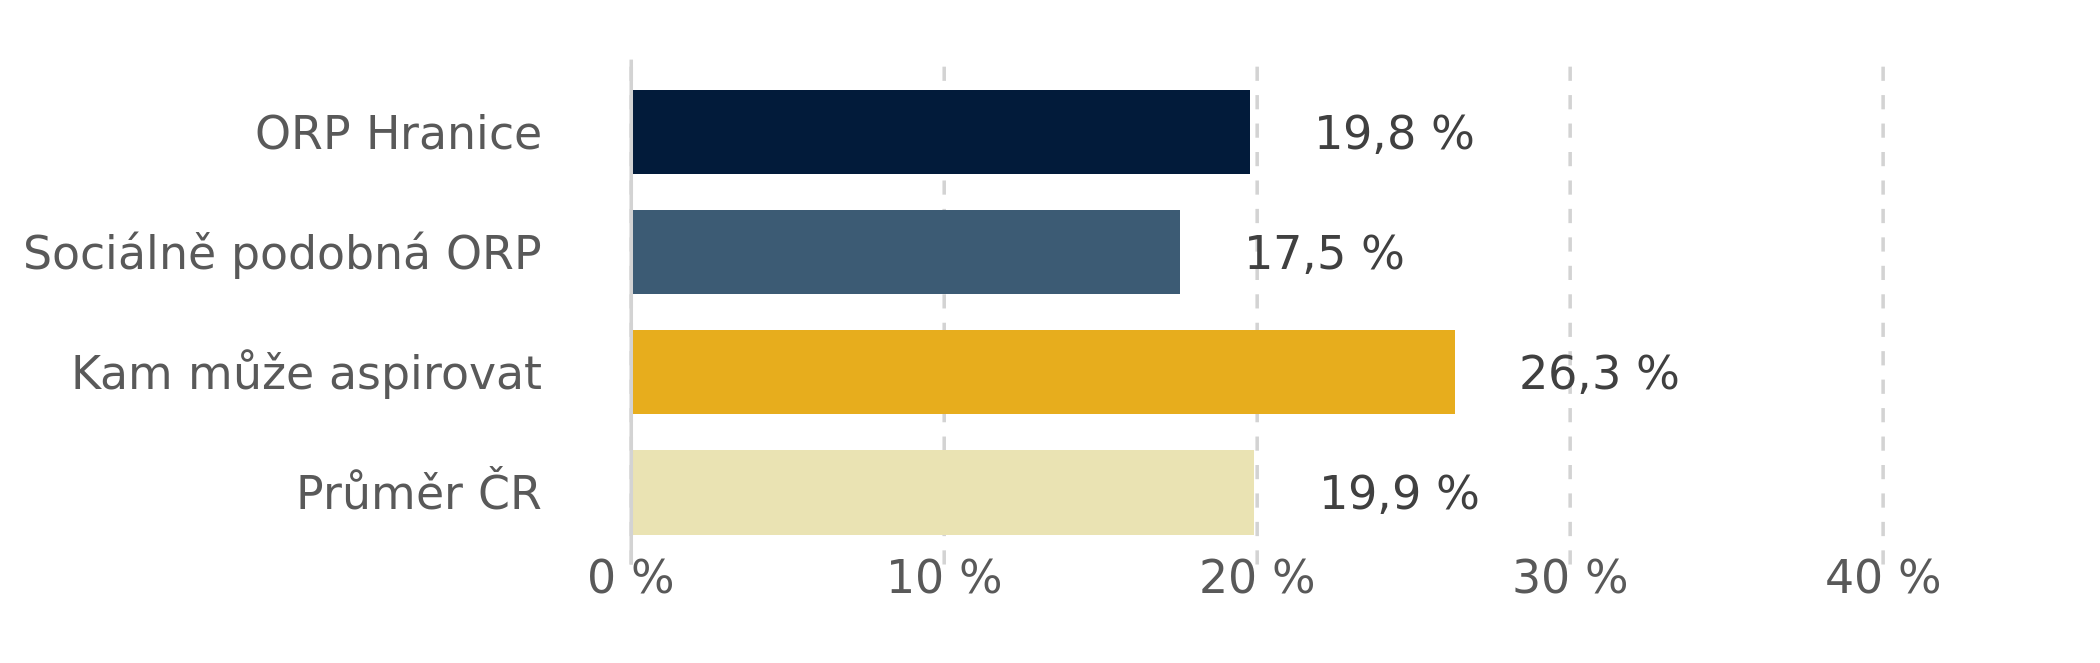 ORP Hranice 19,8 %
Sociálně podobná ORP 17,5 %
Kam může aspirovat 26,3 %
Průměr ČR 19,9 %
0 % 10 % 20 % 30 % 40 %